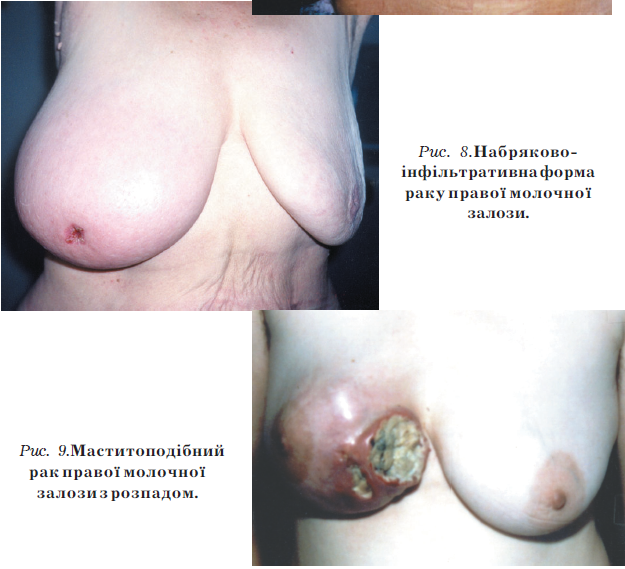 Рис. 8.Набряково-
інфільтративна форма
раку правої молочної
залози.
Рис. 9.Маститоподібний
рак правої молочної
залози з розпадом.